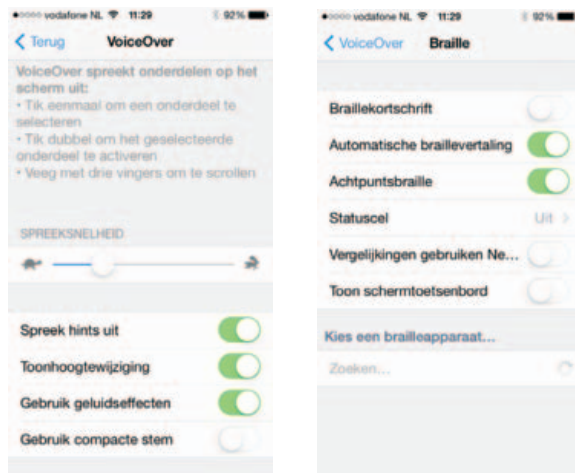 vodafone NL 11:29 92%
Terug VoiceOver
VoiceOver spreekt onderdelen op het
scherm uit:
• Tik eenmaal om een onderdeel te
selecteren
• Tik dubbel om het geselecteerde
onderdeel te activeren
• Veeg met drie vingers om te scrollen
SPREEKSNELHEID
Spreek hints uit
Toonhoogtewijziging
Gebruik geluidseffecten
Gebruik compacte stem
vodafone NL 11:29 92%
VoiceOver Braille
Braillekortschrift
Automatische braillevertaling
Achtpuntsbraille
Statuscel Uit
Vergelijkingen gebruiken Ne...
Toon schermtoetsenbord
Kies een brailleapparaat...
Zoeken...